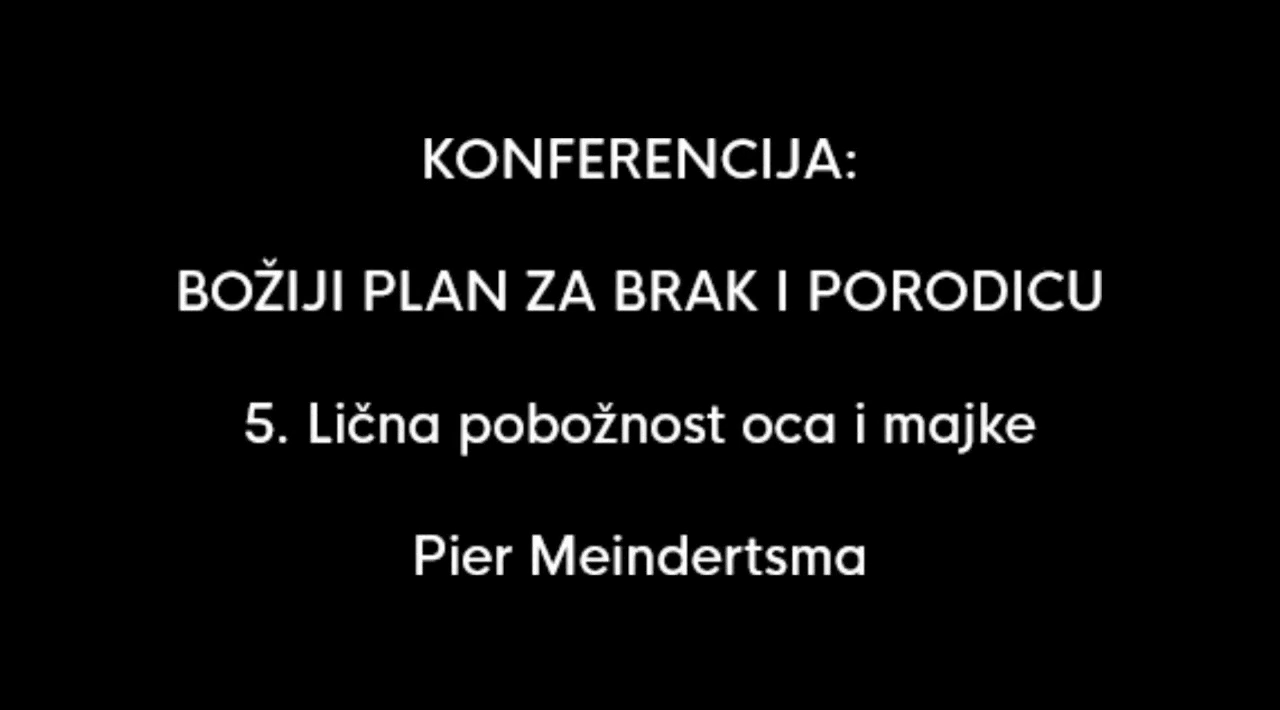 KONFERENCIJA:
BOŽIJI PLAN ZA BRAK I PORODICU
5. Lična pobožnost oca i majke
Pier Meindertsma